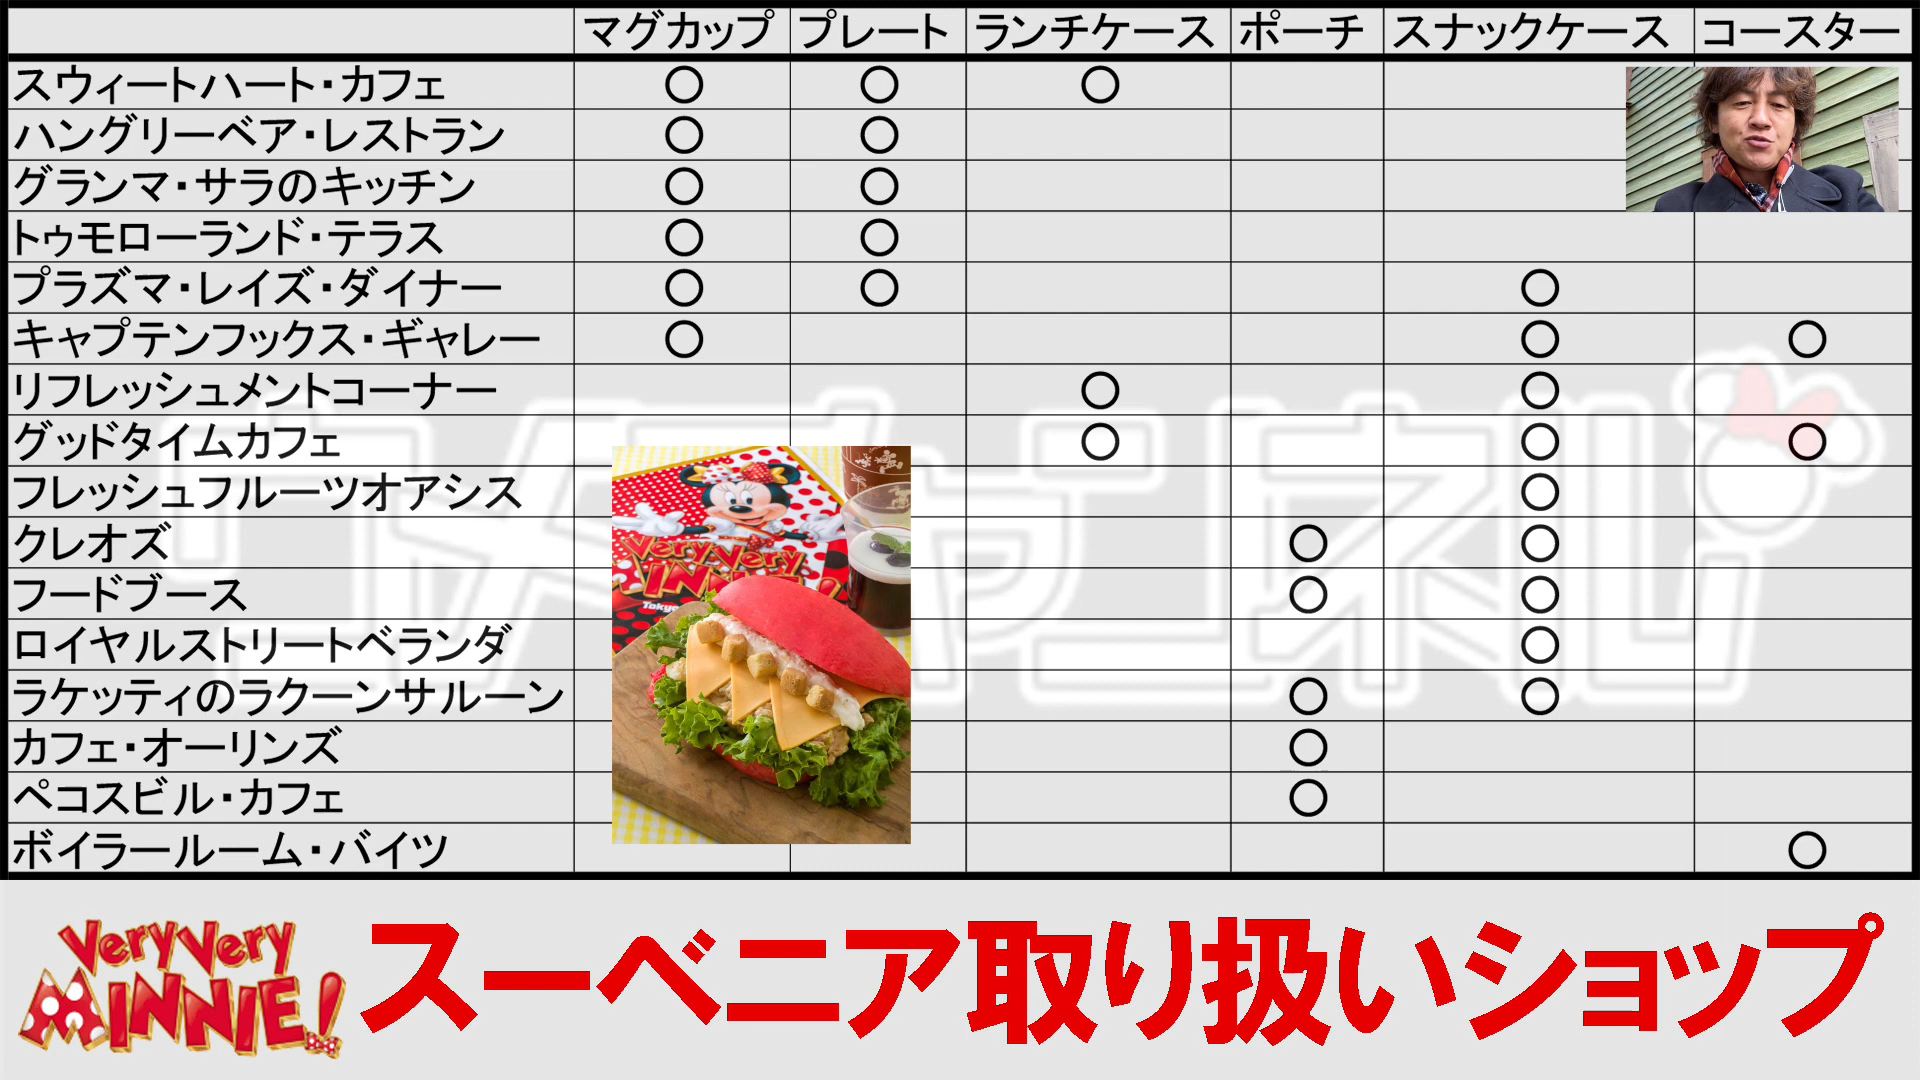 マグカップ プレート ランチケース ポーチ スナックケース コースター
スウィートハート・カフェ ○ ○ ○
ハングリーベア・レストラン ○ ○
グランマ・サラのキッチン ○ ○
トゥモローランド・テラス ○ ○
プラズマ・レイズ・ダイナー ○ ○ ○
キャプテンフックス・ギャレー ○ ○ ○
リフレッシュメントコーナー ○ ○
グッドタイムカフェ ○ ○ ○
フレッシュフルーツオアシス ○
クレオズ ○ ○
フードブース ○ ○
ロイヤルストリートベランダ ○
ラケッティのラクーンサルーン ○ ○
カフェ・オーリンズ ○
ペコスビル・カフェ ○
ボイラールーム・バイツ ○
Very Very
MINNIE!
Tokyo
Very Very
MINNIE!
スーベニア取り扱いショップ